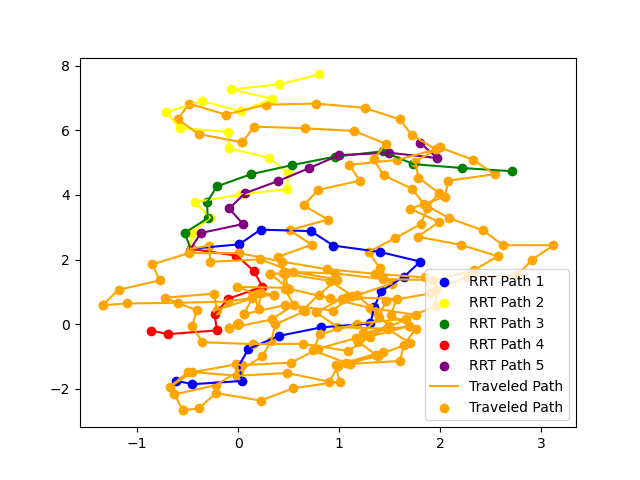 8
6
4
2
0
−2
−1
0
1
2
3
RRT Path 1
RRT Path 2
RRT Path 3
RRT Path 4
RRT Path 5
Traveled Path
Traveled Path